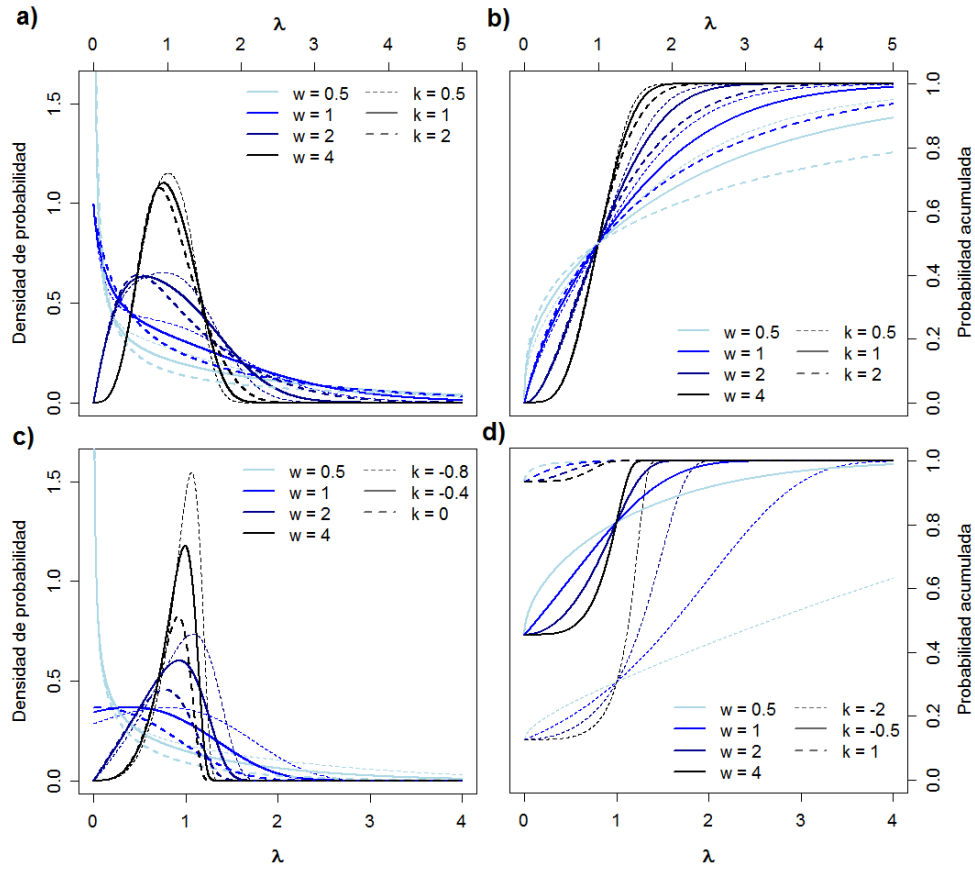 a)
λ
0 1 2 3 4 5
Densidad de probabilidad
0.0 0.5 1.0 1.5
w = 0.5 k = 0.5
w = 1 k = 1
w = 2 k = 2
w = 4
b)
λ
0 1 2 3 4 5
Probabilidad acumulada
0.0 0.2 0.4 0.6 0.8 1.0
w = 0.5 k = 0.5
w = 1 k = 1
w = 2 k = 2
w = 4
c)
Densidad de probabilidad
0.0 0.5 1.0 1.5
w = 0.5 k = -0.8
w = 1 k = -0.4
w = 2 k = 0
w = 4
0 1 2 3 4
λ
d)
Probabilidad acumulada
0.0 0.2 0.4 0.6 0.8 1.0
w = 0.5 k = -2
w = 1 k = -0.5
w = 2 k = 1
w = 4
0 1 2 3 4
λ